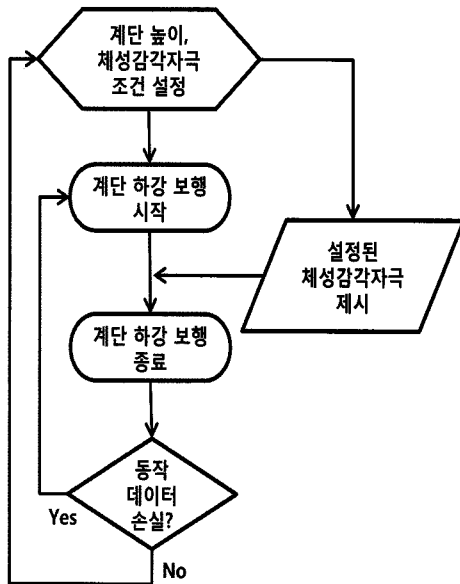 계단 높이,
체성감각자극
조건 설정
계단 하강 보행
시작
설정된
체성감각자극
제시
계단 하강 보행
종료
동작
데이터
손실?
Yes
No